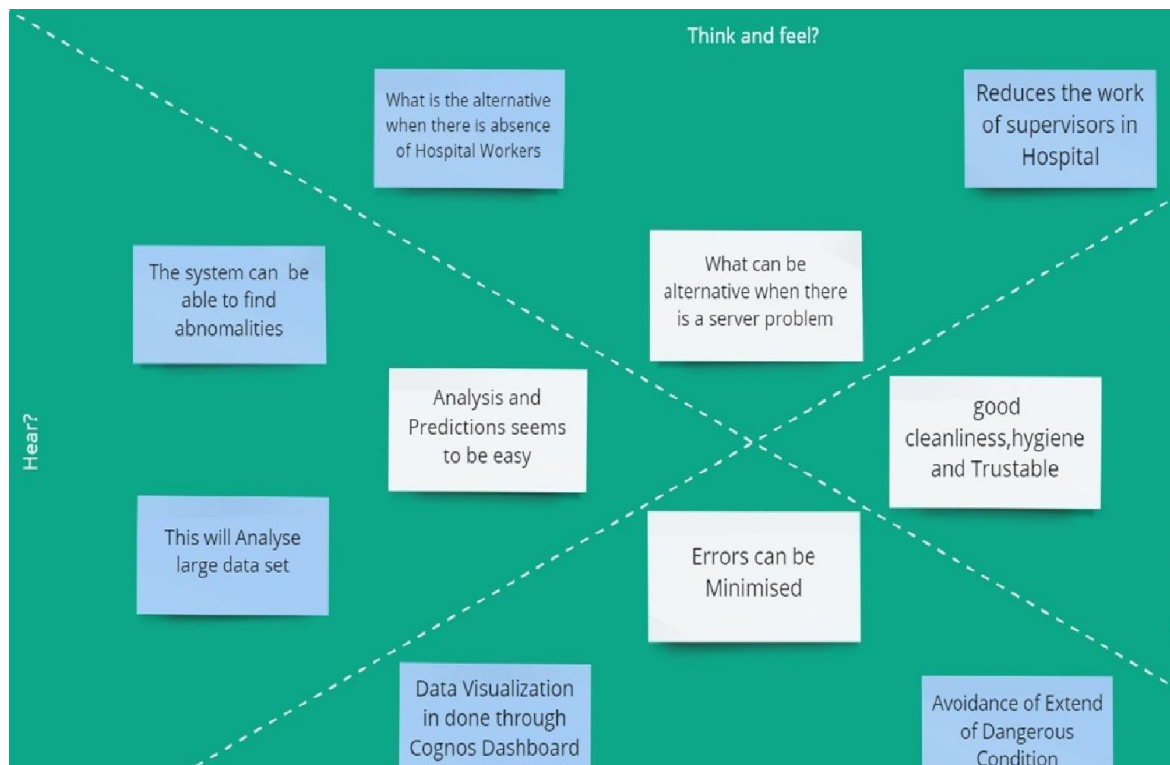 Think and feel?
What is the alternative
when there is absence
of Hospital Workers
Reduces the work
of supervisors in
Hospital
The system can be
able to find
abnomalities
What can be
alternative when there
is a server problem
Hear?
Analysis and
Predictions seems
to be easy
good
cleanliness,hygiene
and Trustable
This will Analyse
large data set
Errors can be
Minimised
Data Visualization
in done through
Cognos Dashboard
Avoidance of Extend
of Dangerous
Condition